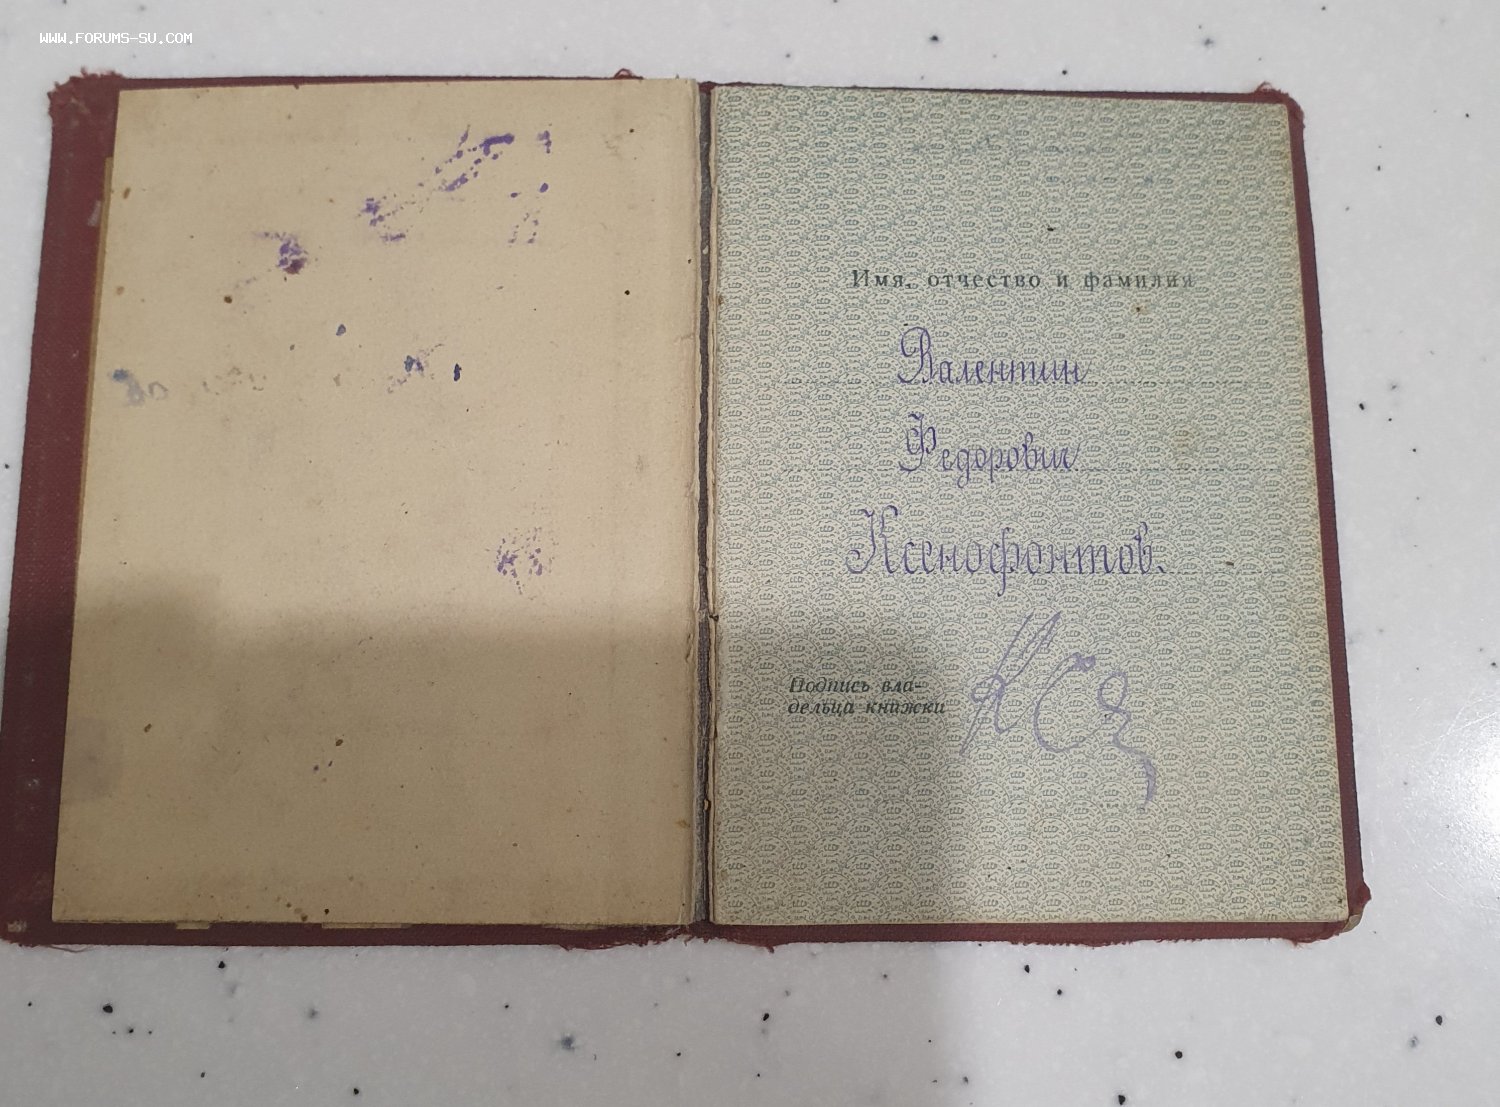 WWW.FORUMS-SU.COM
Имя, отчество и фамилия
Валентин
Федорович
Ксенофонтов.
Подпись вла-
дельца книжки